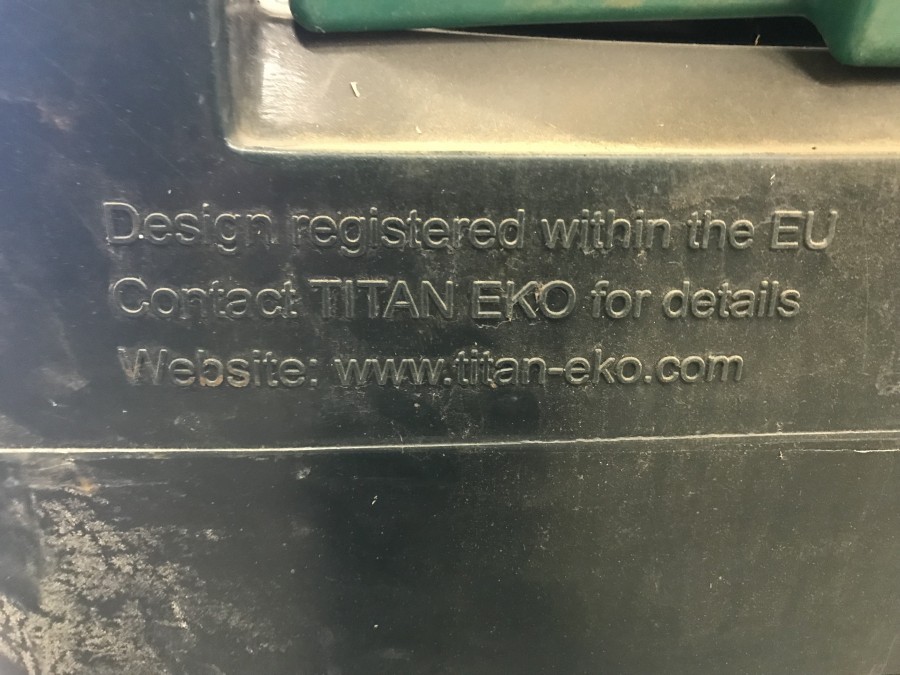 Design registered within the EU
Contact TITAN EKO for details
Website: www.titan-eko.com